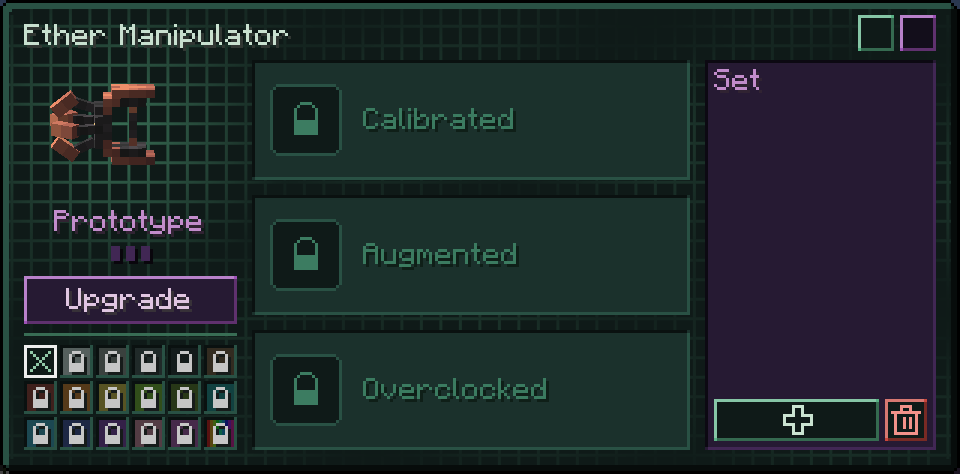 Ether Manipulator
Prototype
Upgrade
Calibrated
Augmented
Overclocked
Set